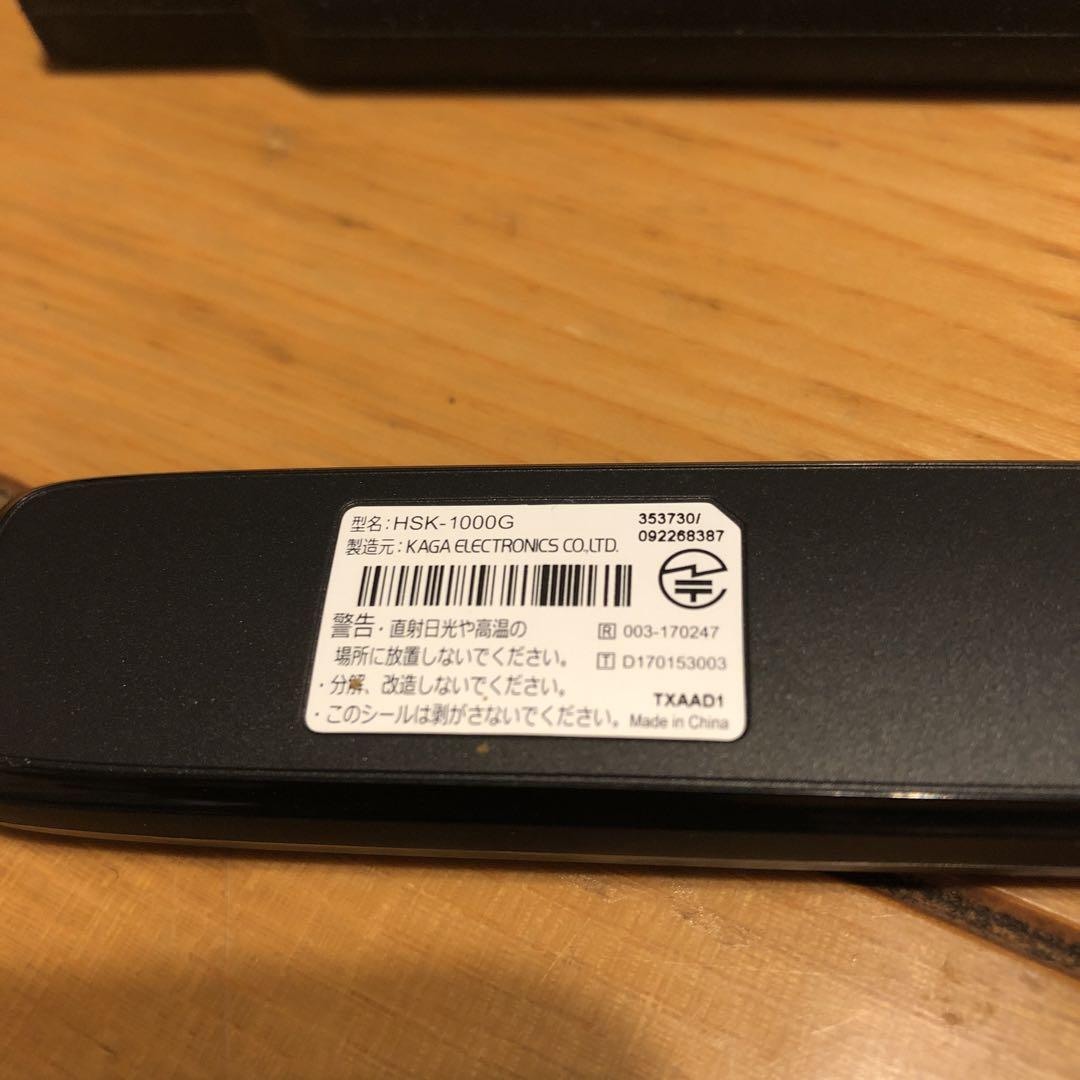 型名:HSK-1000G
353730/
092268387
製造元:KAGA ELECTRONICS CO.,LTD.
警告・直射日光や高温の
場所に放置しないでください。
・分解、改造しないでください。
・このシールは剥がさないでください。
R 003-170247
T D170153003
TXAAD1
Made in China